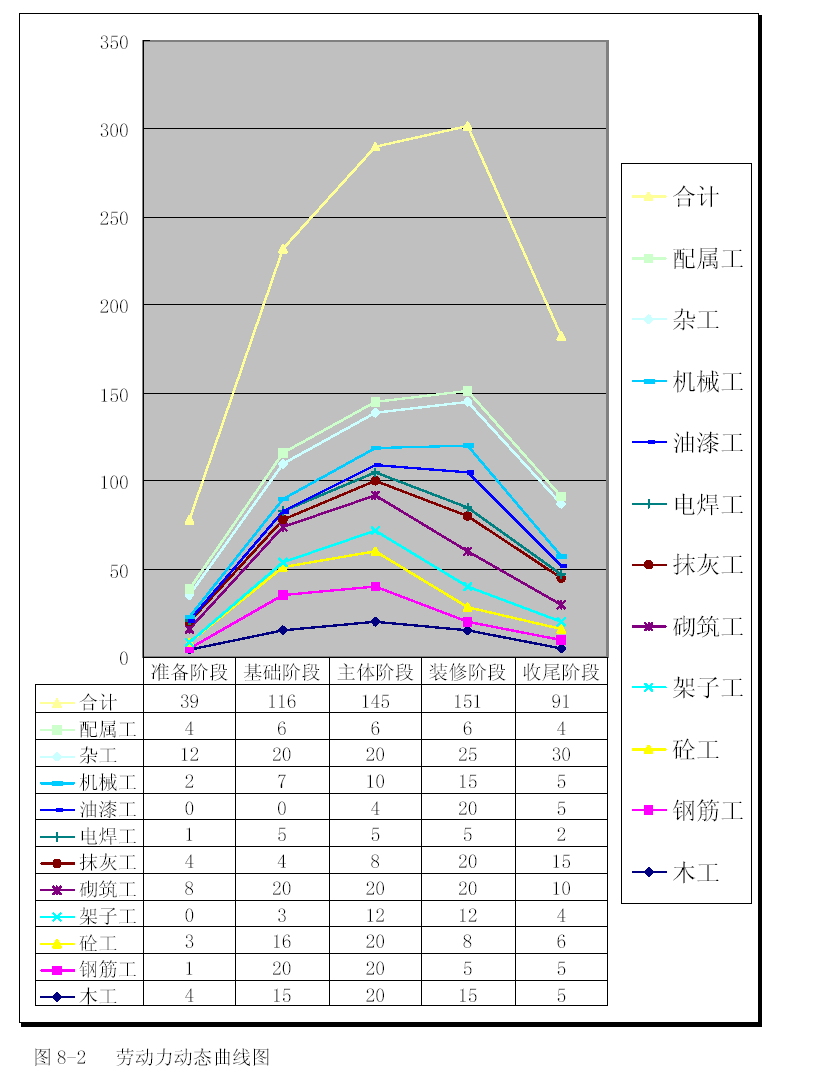 350
300
250
200
150
100
50
0
合计
配属工
杂工
机械工
油漆工
电焊工
抹灰工
砌筑工
架子工
砼工
钢筋工
木工
准备阶段 基础阶段 主体阶段 装修阶段 收尾阶段
合计 39 116 145 151 91
配属工 4 6 6 6 4
杂工 12 20 20 25 30
机械工 2 7 10 15 5
油漆工 0 0 4 20 5
电焊工 1 5 5 5 2
抹灰工 4 4 8 20 15
砌筑工 8 20 20 20 10
架子工 0 3 12 12 4
砼工 3 16 20 8 6
钢筋工 1 20 20 5 5
木工 4 15 20 15 5
图 8-2 劳动力动态曲线图